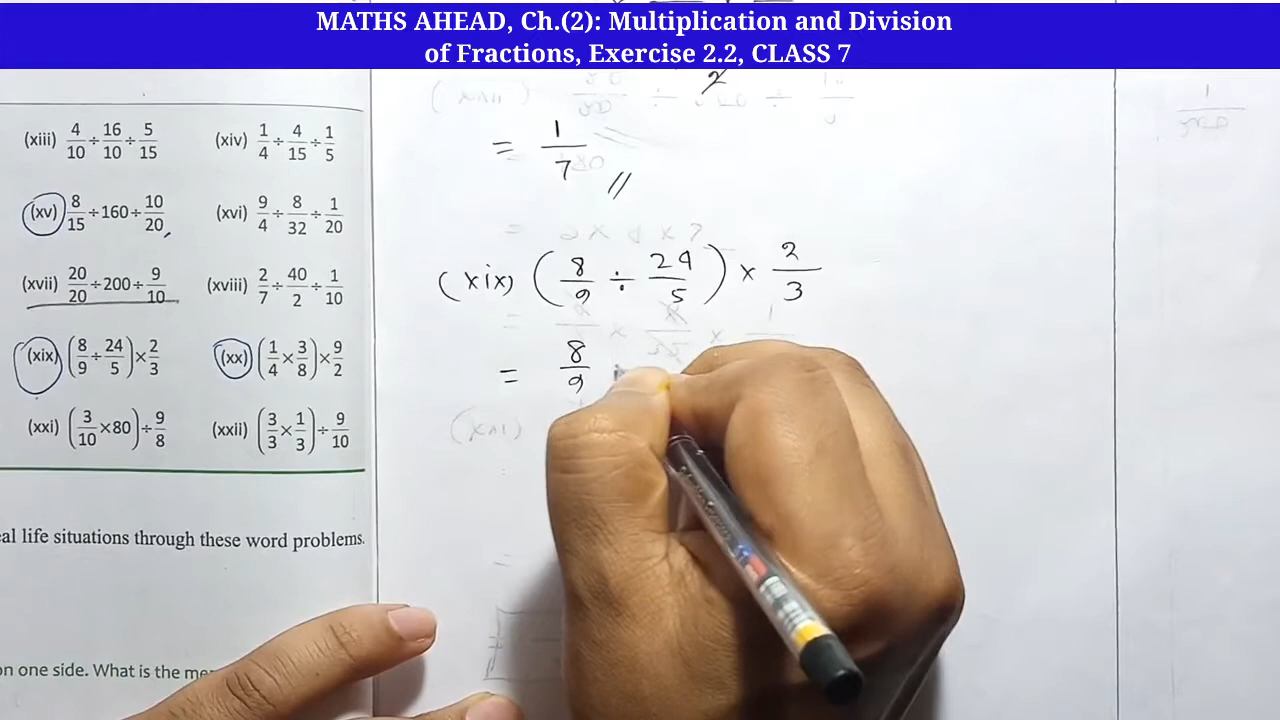 MATHS AHEAD, Ch.(2): Multiplication and Division
of Fractions, Exercise 2.2, CLASS 7
(xiii) 4/10 ÷ 16/10 ÷ 5/15
(xiv) 1/4 ÷ 4/15 ÷ 1/5
(xv) 8/15 ÷ 160 ÷ 10/20,
(xvi) 9/4 ÷ 8/32 ÷ 1/20
(xvii) 20/20 ÷ 200 ÷ 9/10
(xviii) 2/7 ÷ 40/2 ÷ 1/10
(xix) (8/9 ÷ 24/5) × 2/3
(xx) (1/4 × 3/8) × 9/2
(xxi) (3/10 × 80) ÷ 9/8
(xxii) (3/3 × 1/3) ÷ 9/10
al life situations through these word problems.
on one side. What is the
2
= 1/7 //
(xix) (8/9 ÷ 24/5) × 2/3
= 8/9